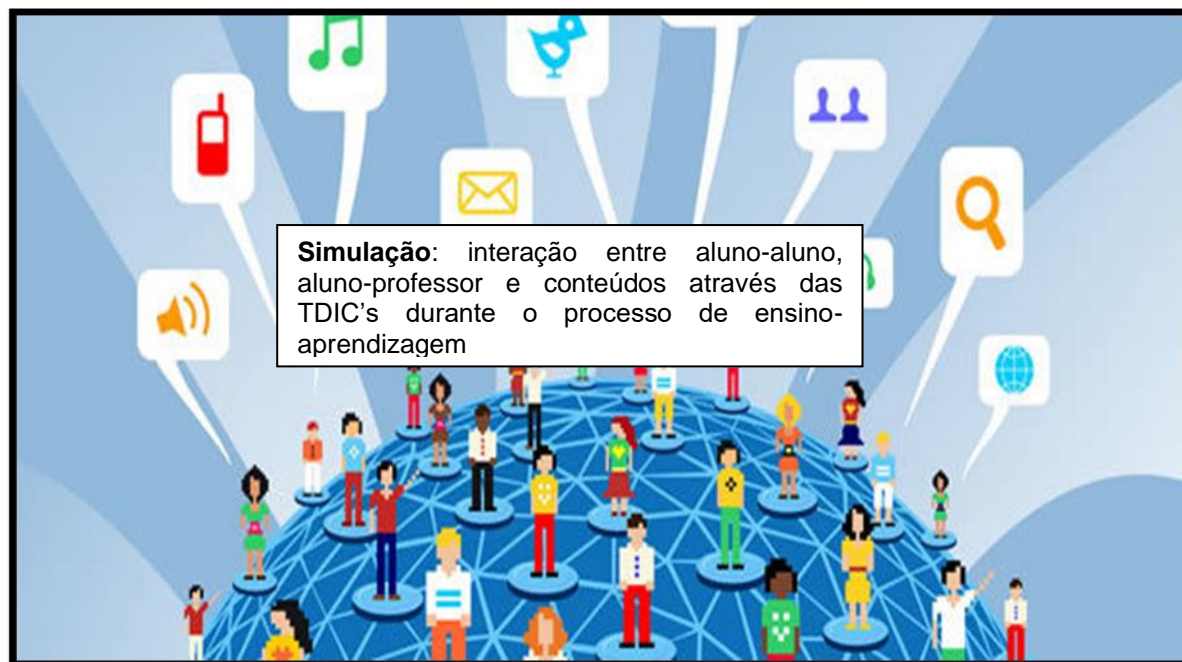 Simulação: interação entre aluno-aluno,
aluno-professor e conteúdos através das
TDIC's durante o processo de ensino-
aprendizagem